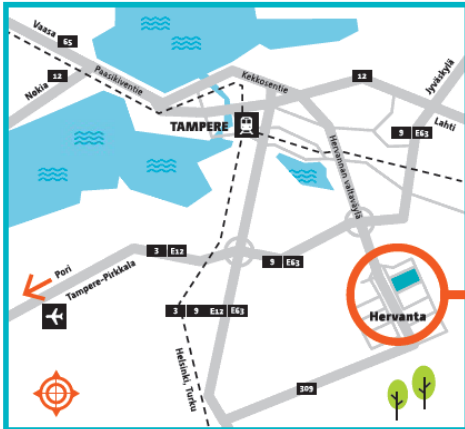 Vaasa
65
12
Nokia
Paasikiventie
Kekkosentie
12
Jyväskylä
9 E63
Lahti
TAMPERE
Hervannan valtaväylä
3 E12
9 E63
Pori
Tampere-Pirkkala
3 9 E12 E63
Hervanta
Helsinki, Turku
309